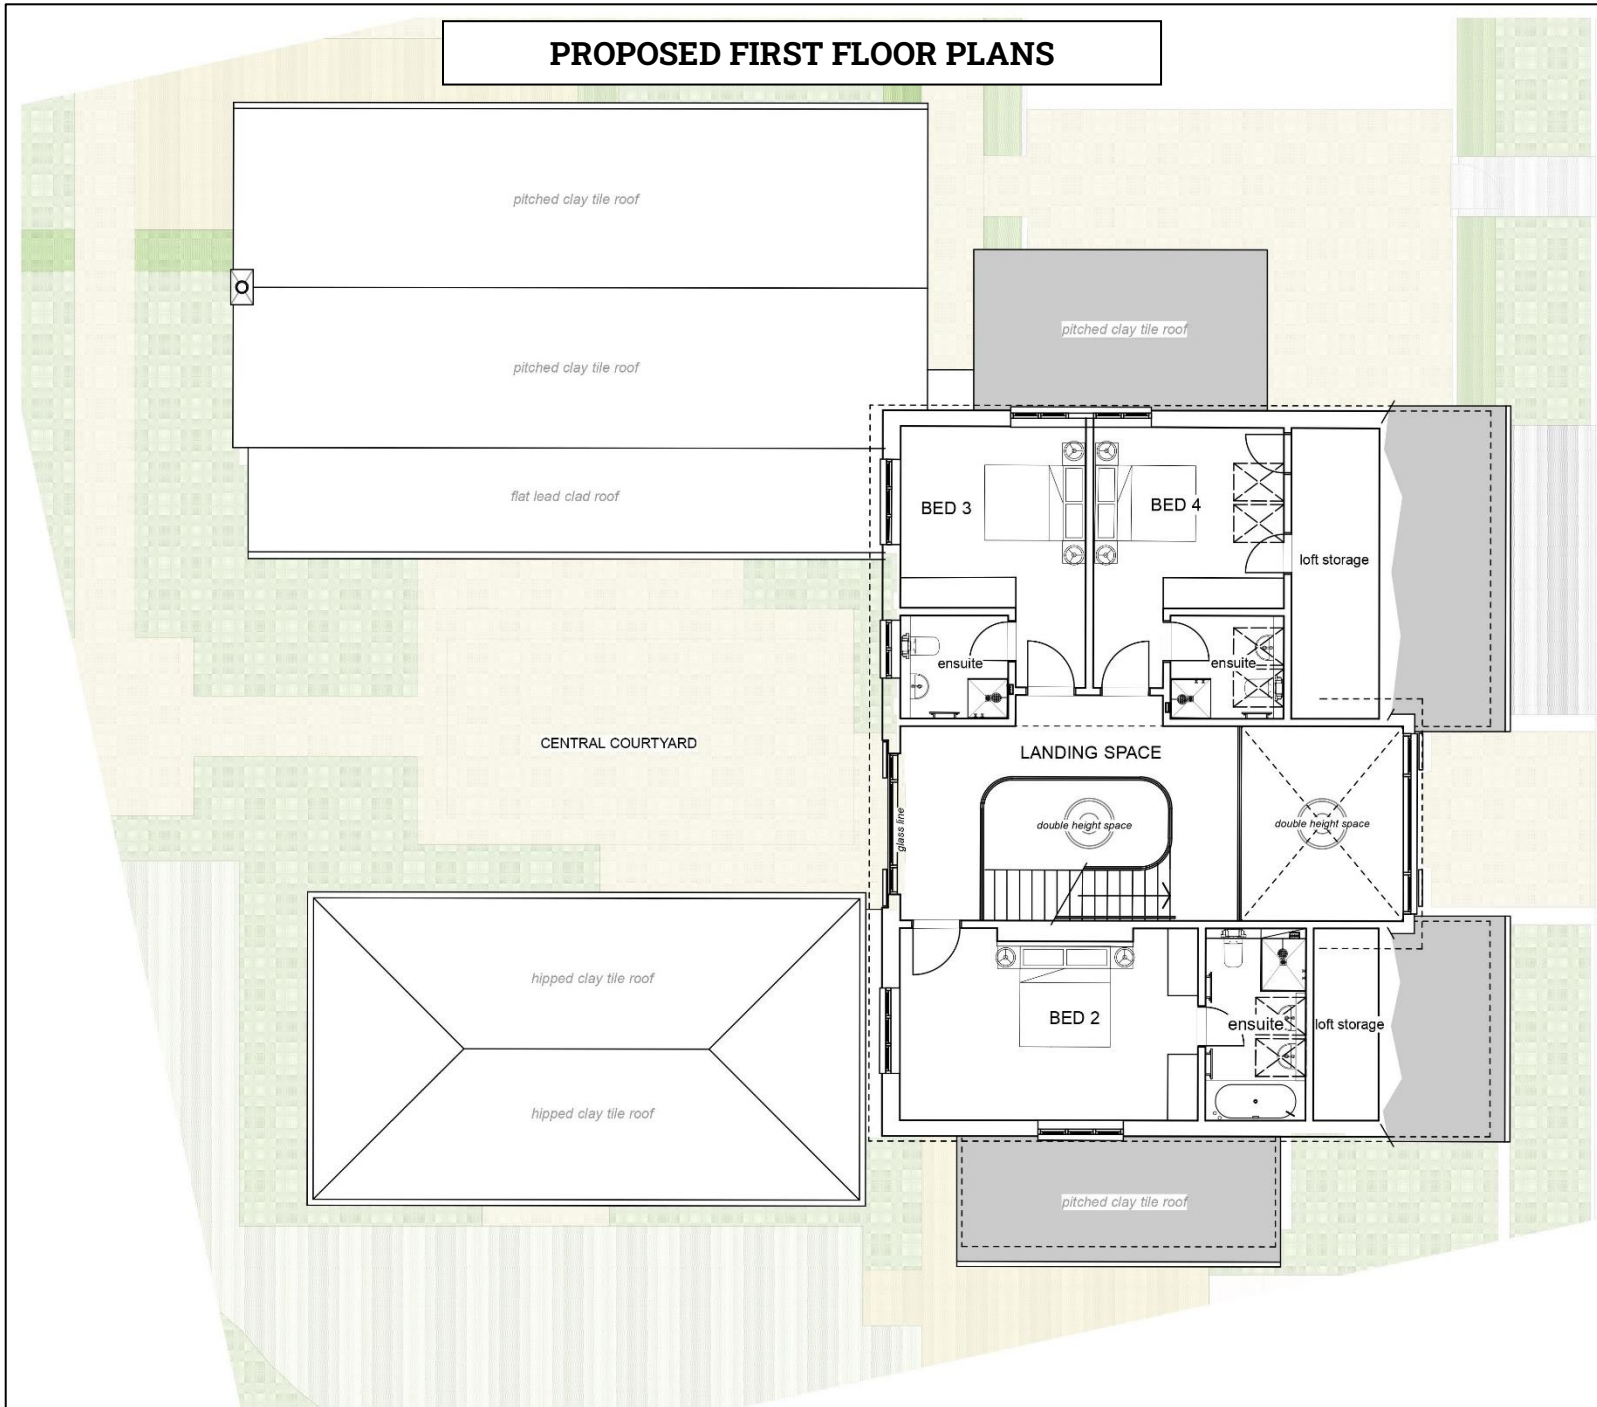 PROPOSED FIRST FLOOR PLANS
pitched clay tile roof
pitched clay tile roof
pitched clay tile roof
flat lead clad roof
BED 3
BED 4
loft storage
ensuite
ensuite
CENTRAL COURTYARD
LANDING SPACE
glass line
double height space
double height space
hipped clay tile roof
BED 2
ensuite
loft storage
hipped clay tile roof
pitched clay tile roof